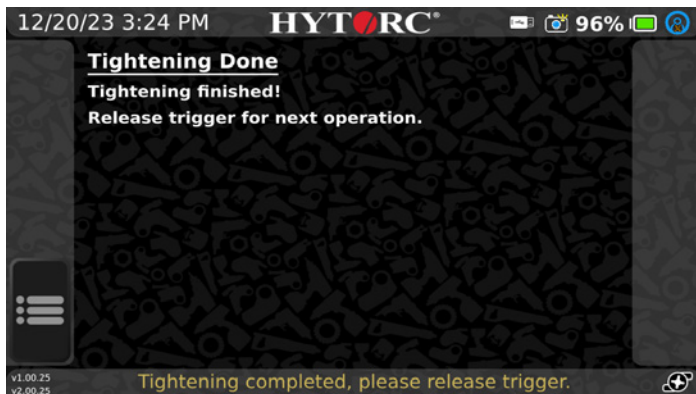 12/20/23 3:24 PM HYTORC® 96%
Tightening Done
Tightening finished!
Release trigger for next operation.
v1.00.25
v2.00.25
Tightening completed, please release trigger.